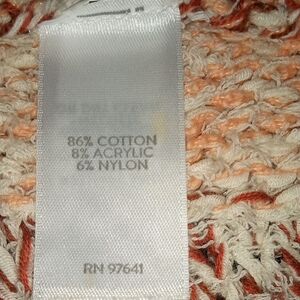 86% COTTON
8% ACRYLIC
6% NYLON
RN 97641